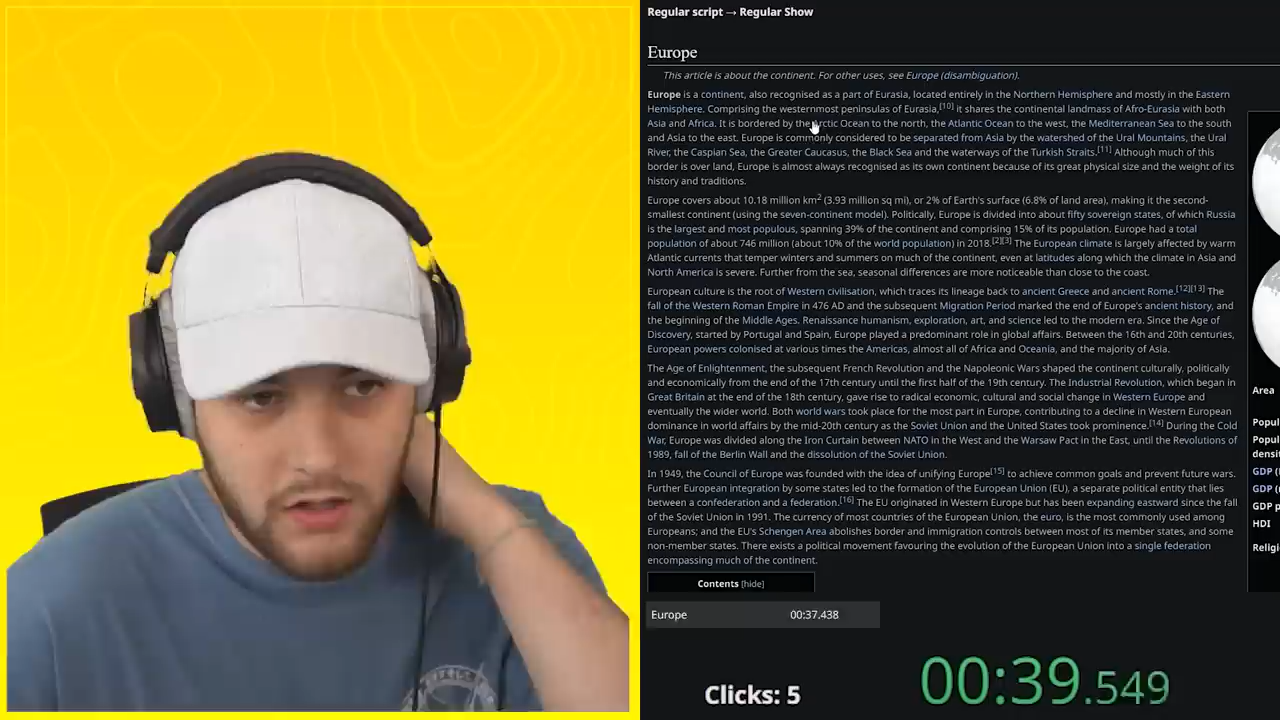 Regular script → Regular Show
Europe
This article is about the continent. For other uses, see Europe (disambiguation).
Europe is a continent, also recognised as a part of Eurasia, located entirely in the Northern Hemisphere and mostly in the Eastern
Hemisphere. Comprising the westernmost peninsulas of Eurasia,[10] it shares the continental landmass of Afro-Eurasia with both
Asia and Africa. It is bordered by the Arctic Ocean to the north, the Atlantic Ocean to the west, the Mediterranean Sea to the south
and Asia to the east. Europe is commonly considered to be separated from Asia by the watershed of the Ural Mountains, the Ural
River, the Caspian Sea, the Greater Caucasus, the Black Sea and the waterways of the Turkish Straits.[11] Although much of this
border is over land, Europe is almost always recognised as its own continent because of its great physical size and the weight of its
history and traditions.
Europe covers about 10.18 million km2 (3.93 million sq mi), or 2% of Earth's surface (6.8% of land area), making it the second-
smallest continent (using the seven-continent model). Politically, Europe is divided into about fifty sovereign states, of which Russia
is the largest and most populous, spanning 39% of the continent and comprising 15% of its population. Europe had a total
population of about 746 million (about 10% of the world population) in 2018.[2][3] The European climate is largely affected by warm
Atlantic currents that temper winters and summers on much of the continent, even at latitudes along which the climate in Asia and
North America is severe. Further from the sea, seasonal differences are more noticeable than close to the coast.
European culture is the root of Western civilisation, which traces its lineage back to ancient Greece and ancient Rome.[12][13] The
fall of the Western Roman Empire in 476 AD and the subsequent Migration Period marked the end of Europe's ancient history, and
the beginning of the Middle Ages. Renaissance humanism, exploration, art, and science led to the modern era. Since the Age of
Discovery, started by Portugal and Spain, Europe played a predominant role in global affairs. Between the 16th and 20th centuries,
European powers colonised at various times the Americas, almost all of Africa and Oceania, and the majority of Asia.
The Age of Enlightenment, the subsequent French Revolution and the Napoleonic Wars shaped the continent culturally, politically
and economically from the end of the 17th century until the first half of the 19th century. The Industrial Revolution, which began in
Great Britain at the end of the 18th century, gave rise to radical economic, cultural and social change in Western Europe and
eventually the wider world. Both world wars took place for the most part in Europe, contributing to a decline in Western European
dominance in world affairs by the mid-20th century as the Soviet Union and the United States took prominence.[14] During the Cold
War, Europe was divided along the Iron Curtain between NATO in the West and the Warsaw Pact in the East, until the Revolutions of
1989, fall of the Berlin Wall and the dissolution of the Soviet Union.
In 1949, the Council of Europe was founded with the idea of unifying Europe[15] to achieve common goals and prevent future wars.
Further European integration by some states led to the formation of the European Union (EU), a separate political entity that lies
between a confederation and a federation.[16] The EU originated in Western Europe but has been expanding eastward since the fall
of the Soviet Union in 1991. The currency of most countries of the European Union, the euro, is the most commonly used among
Europeans; and the EU's Schengen Area abolishes border and immigration controls between most of its member states, and some
non-member states. There exists a political movement favouring the evolution of the European Union into a single federation
encompassing much of the continent.
Contents [hide]
Area
Popul
Popul
densit
GDP (
GDP (
GDP p
HDI
Religi
Europe 00:37.438
Clicks: 5
00:39.549